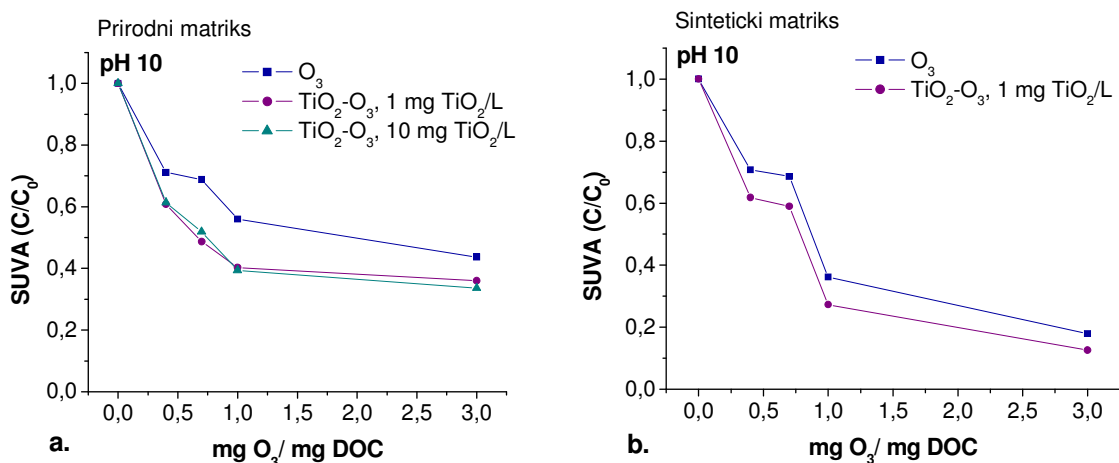 Prirodni matriks
pH 10
O₃
TiO₂-O₃, 1 mg TiO₂/L
TiO₂-O₃, 10 mg TiO₂/L
1,0
0,8
0,6
0,4
0,2
0,0
SUVA (C/C₀)
0,0 0,5 1,0 1,5 2,0 2,5 3,0
a.
mg O₃/ mg DOC
Sinteticki matriks
pH 10
O₃
TiO₂-O₃, 1 mg TiO₂/L
1,0
0,8
0,6
0,4
0,2
0,0
SUVA (C/C₀)
0,0 0,5 1,0 1,5 2,0 2,5 3,0
b.
mg O₃/ mg DOC